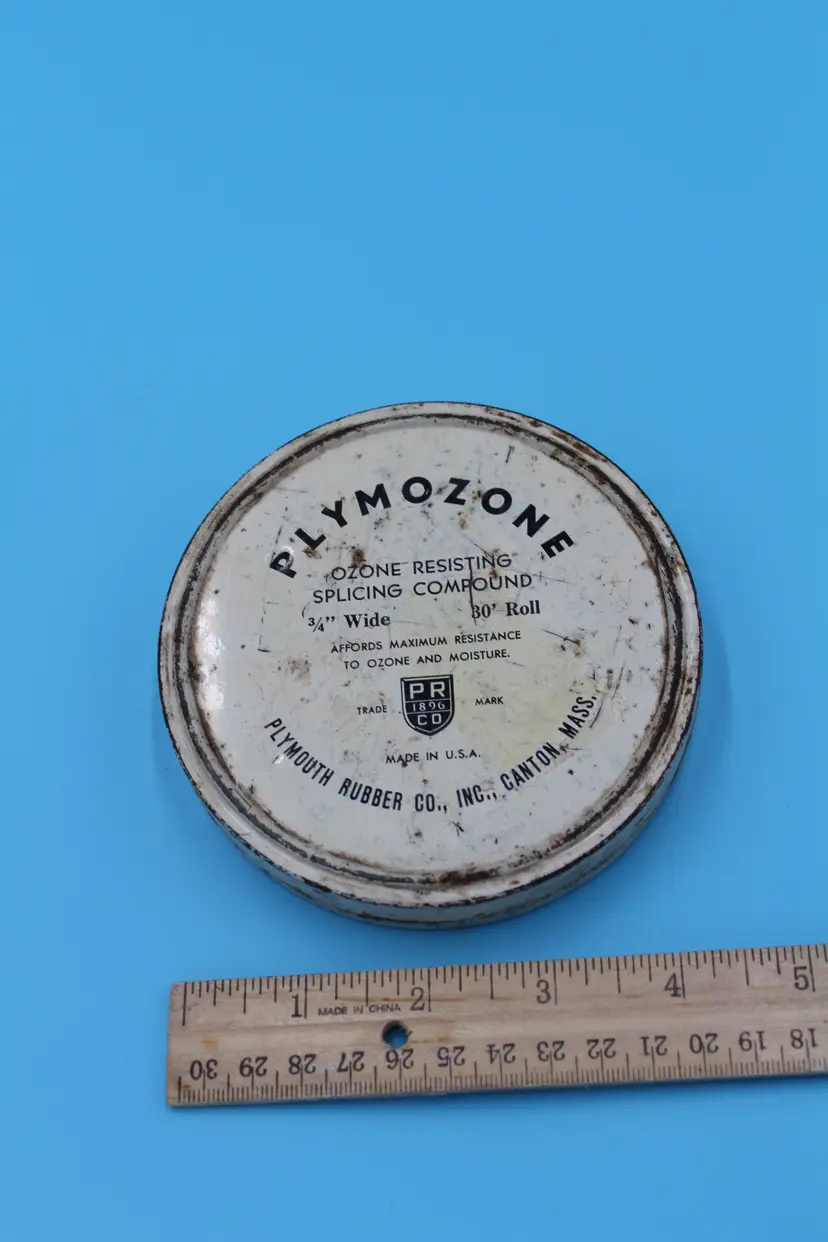 PLYMOZONE
OZONE RESISTING
SPLICING COMPOUND
3/4" Wide 30' Roll
AFFORDS MAXIMUM RESISTANCE
TO OZONE AND MOISTURE.
TRADE PR 1896 CO MARK
MADE IN U.S.A.
PLYMOUTH RUBBER CO., INC., CANTON, MASS.
1 2 3 4 5
MADE IN CHINA
30 29 28 27 26 25 24 23 22 21 20 19 18